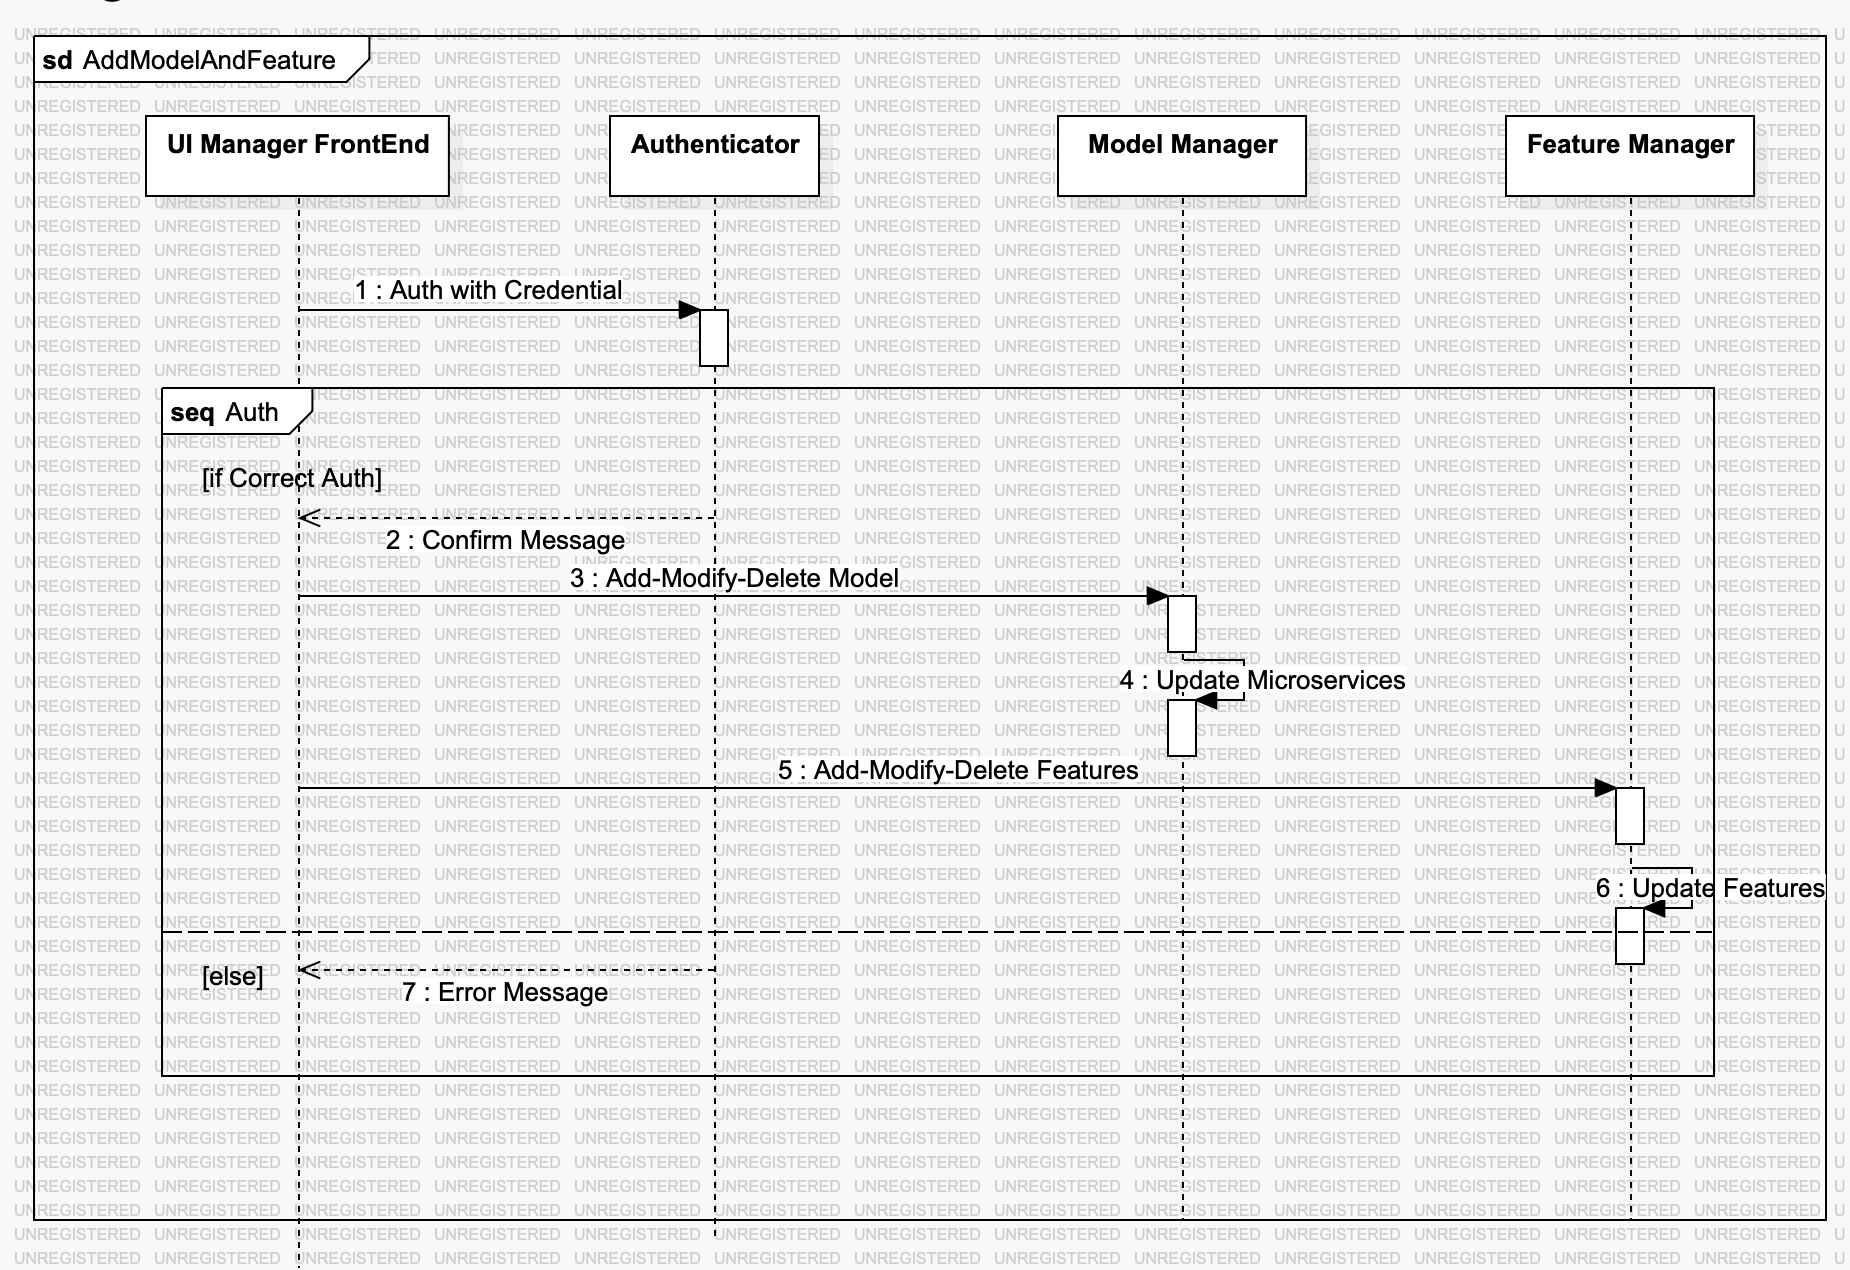 sd AddModelAndFeature
UI Manager FrontEnd
Authenticator
Model Manager
Feature Manager
1 : Auth with Credential
seq Auth
[if Correct Auth]
2 : Confirm Message
3 : Add-Modify-Delete Model
4 : Update Microservices
5 : Add-Modify-Delete Features
6 : Update Features
[else]
7 : Error Message
UNREGISTERED